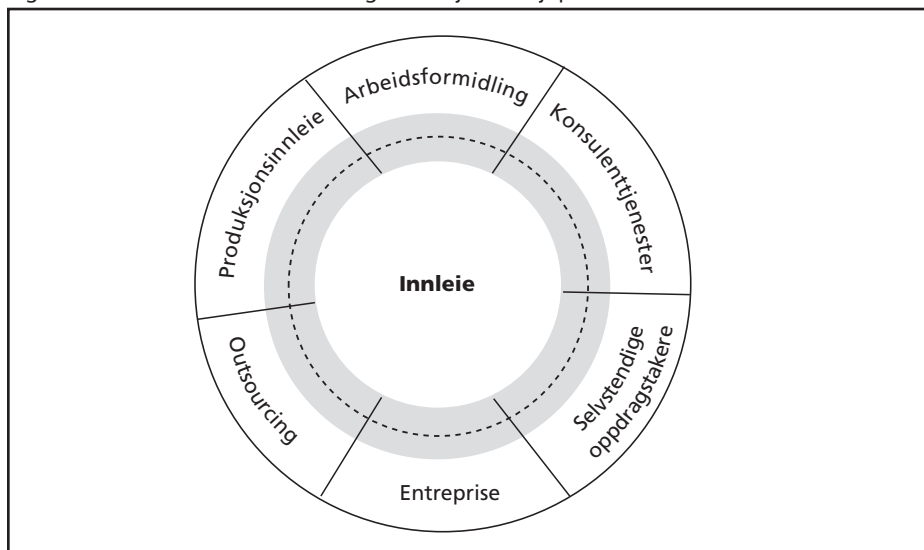 Arbeidsformidling
Konsulenttjenester
Selvstendige
oppdragstakere
Entreprise
Outsourcing
Produksjonsinnleie
Innleie